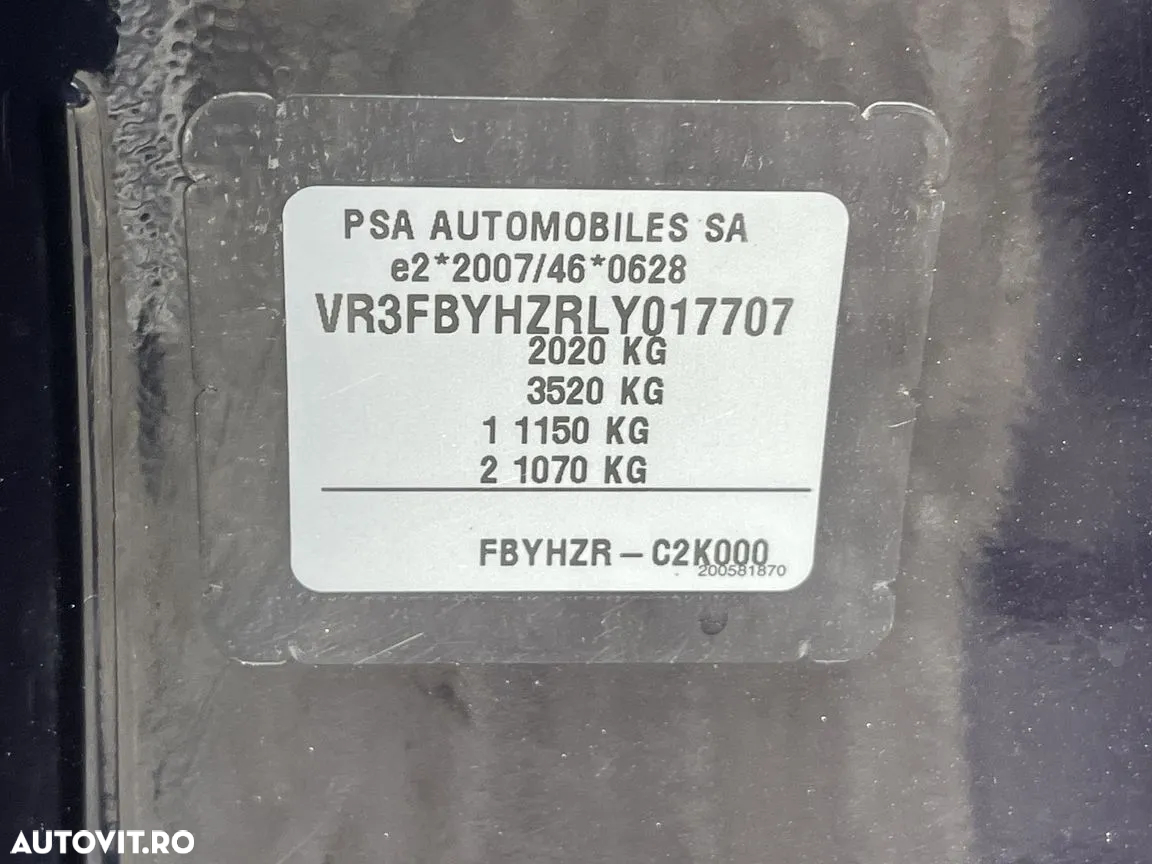 PSA AUTOMOBILES SA
e2*2007/46*0628
VR3FBYHZRLY017707
2020 KG
3520 KG
1 1150 KG
2 1070 KG
FBYHZR – C2K000
200581870
AUTOVIT.RO